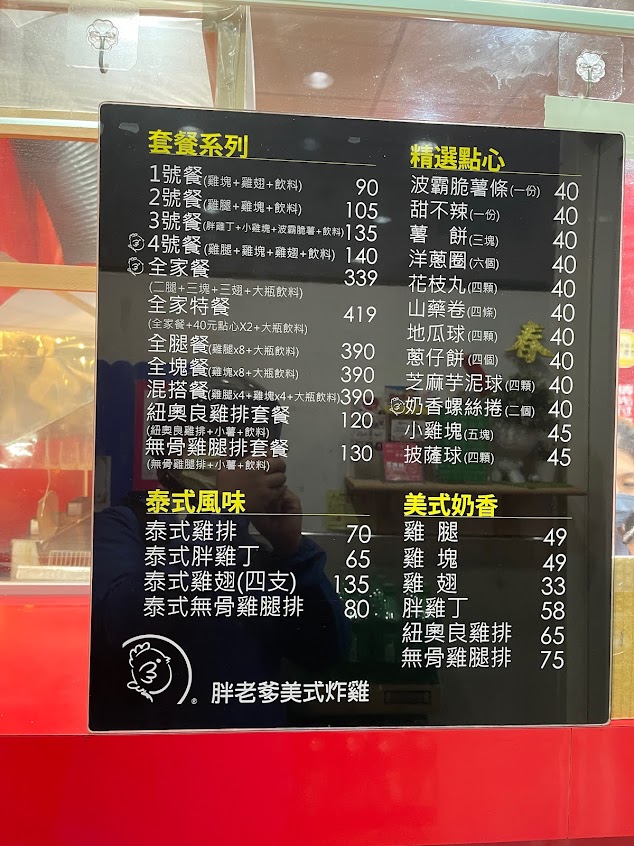 套餐系列
1號餐(雞塊+雞翅+飲料) 90
2號餐(雞腿+雞塊+飲料) 105
3號餐(胖雞丁+小雞塊+波霸脆薯+飲料) 135
4號餐(雞腿+雞塊+雞翅+飲料) 140
全家餐 339
(二腿+三塊+三翅+大瓶飲料)
全家特餐 419
(全家餐+40元點心X2+大瓶飲料)
全腿餐(雞腿x8+大瓶飲料) 390
全塊餐(雞塊x8+大瓶飲料) 390
混搭餐(雞腿x4+雞塊x4+大瓶飲料) 390
紐奧良雞排套餐 120
(紐奧良雞排+小薯+飲料)
無骨雞腿排套餐 130
(無骨雞腿排+小薯+飲料)
精選點心
波霸脆薯條(一份) 40
甜不辣(一份) 40
薯餅(三塊) 40
洋蔥圈(六個) 40
花枝丸(四顆) 40
山藥卷(四條) 40
地瓜球(四顆) 40
蔥仔餅(四個) 40
芝麻芋泥球(四顆) 40
奶香螺絲捲(二個) 40
小雞塊(五塊) 45
披薩球(四顆) 45
泰式風味
泰式雞排 70
泰式胖雞丁 65
泰式雞翅(四支) 135
泰式無骨雞腿排 80
美式奶香
雞腿 49
雞塊 49
雞翅 33
胖雞丁 58
紐奧良雞排 65
無骨雞腿排 75
® 胖老爹美式炸雞
春